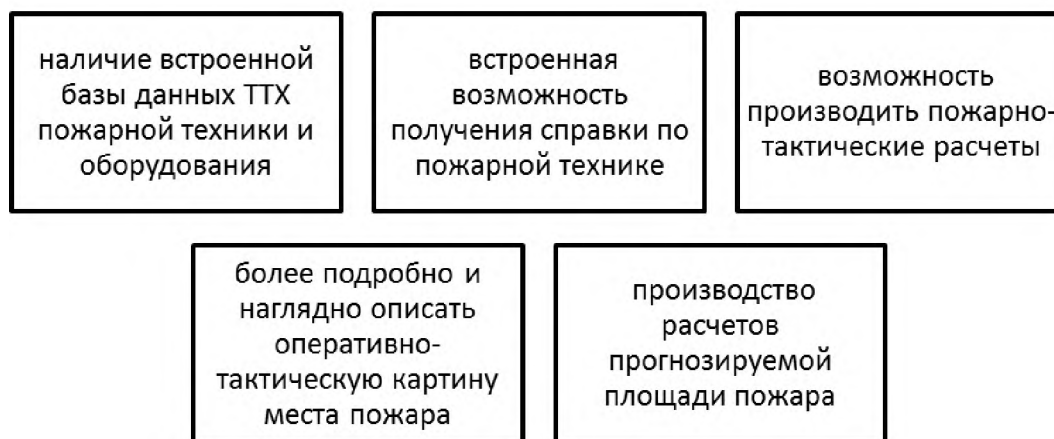 наличие встроенной
базы данных ТТХ
пожарной техники и
оборудования
встроенная
возможность
получения справки по
пожарной технике
возможность
производить пожарно-
тактические расчеты
более подробно и
наглядно описать
оперативно-
тактическую картину
места пожара
производство
расчетов
прогнозируемой
площади пожара